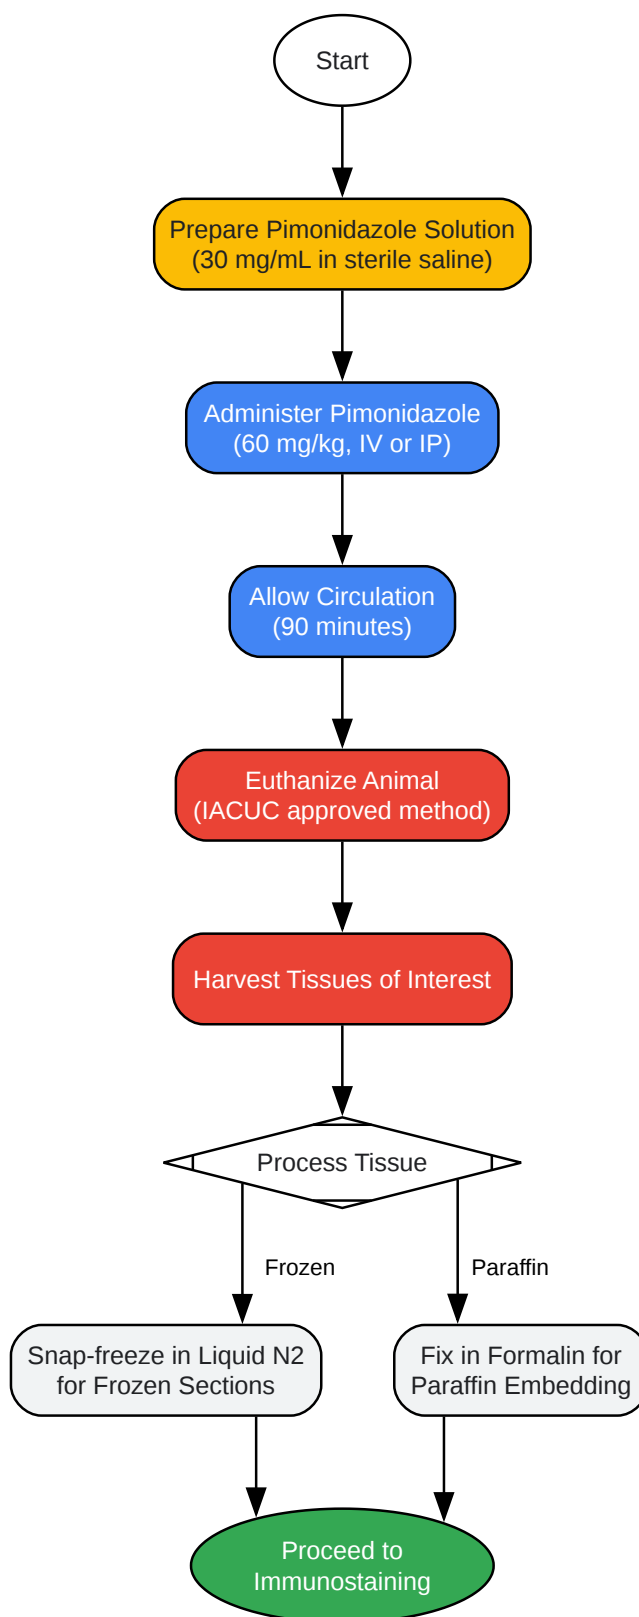 Start
Prepare Pimonidazole Solution
(30 mg/mL in sterile saline)
Administer Pimonidazole
(60 mg/kg, IV or IP)
Allow Circulation
(90 minutes)
Euthanize Animal
(IACUC approved method)
Harvest Tissues of Interest
Process Tissue
Frozen
Paraffin
Snap-freeze in Liquid N2
for Frozen Sections
Fix in Formalin for
Paraffin Embedding
Proceed to
Immunostaining